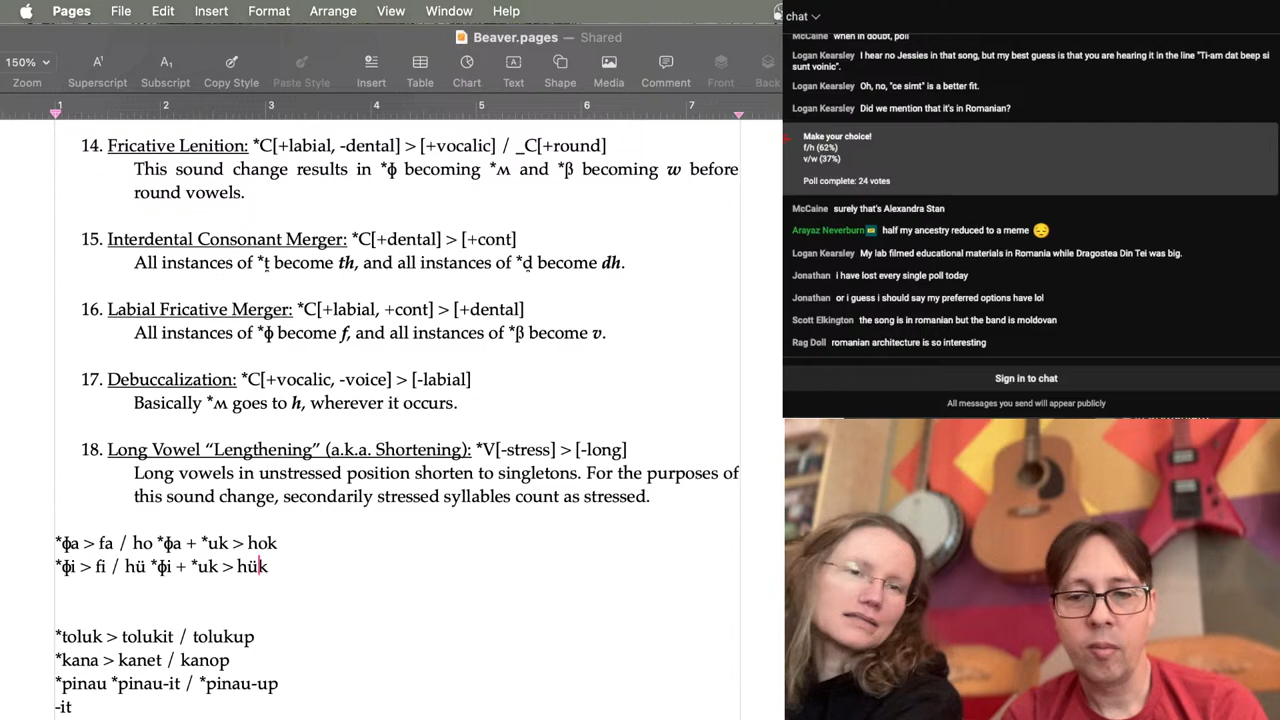 Pages File Edit Insert Format Arrange View Window Help
Beaver.pages — Shared
150%
Zoom Superscript Subscript Copy Style Paste Style Insert Table Chart Text Shape Media Comment Front Back
1 2 3 4 5 6 7
14. Fricative Lenition: *C[+labial, -dental] > [+vocalic] / _C[+round]
This sound change results in *ɸ becoming *ʍ and *β becoming w before
round vowels.
15. Interdental Consonant Merger: *C[+dental] > [+cont]
All instances of *t̪ become th, and all instances of *d̪ become dh.
16. Labial Fricative Merger: *C[+labial, +cont] > [+dental]
All instances of *ɸ become f, and all instances of *β become v.
17. Debuccalization: *C[+vocalic, -voice] > [-labial]
Basically *ʍ goes to h, wherever it occurs.
18. Long Vowel “Lengthening” (a.k.a. Shortening): *V[-stress] > [-long]
Long vowels in unstressed position shorten to singletons. For the purposes of
this sound change, secondarily stressed syllables count as stressed.
*ɸa > fa / ho *ɸa + *uk > hok
*ɸi > fi / hü *ɸi + *uk > hük
*toluk > tolukit / tolukup
*kana > kanet / kanop
*pinau *pinau-it / *pinau-up
-it
chat
McCaine when in doubt, poll
Logan Kearsley I hear no Jessies in that song, but my best guess is that you are hearing it in the line "Ti-am dat beep si
sunt voinic".
Logan Kearsley Oh, no, "ce simt" is a better fit.
Logan Kearsley Did we mention that it's in Romanian?
Make your choice!
f/h (62%)
v/w (37%)
Poll complete: 24 votes
McCaine surely that's Alexandra Stan
Arayaz Neverburn half my ancestry reduced to a meme 😔
Logan Kearsley My lab filmed educational materials in Romania while Dragostea Din Tei was big.
Jonathan i have lost every single poll today
Jonathan or i guess i should say my preferred options have lol
Scott Elkington the song is in romanian but the band is moldovan
Rag Doll romanian architecture is so interesting
Sign in to chat
All messages you send will appear publicly